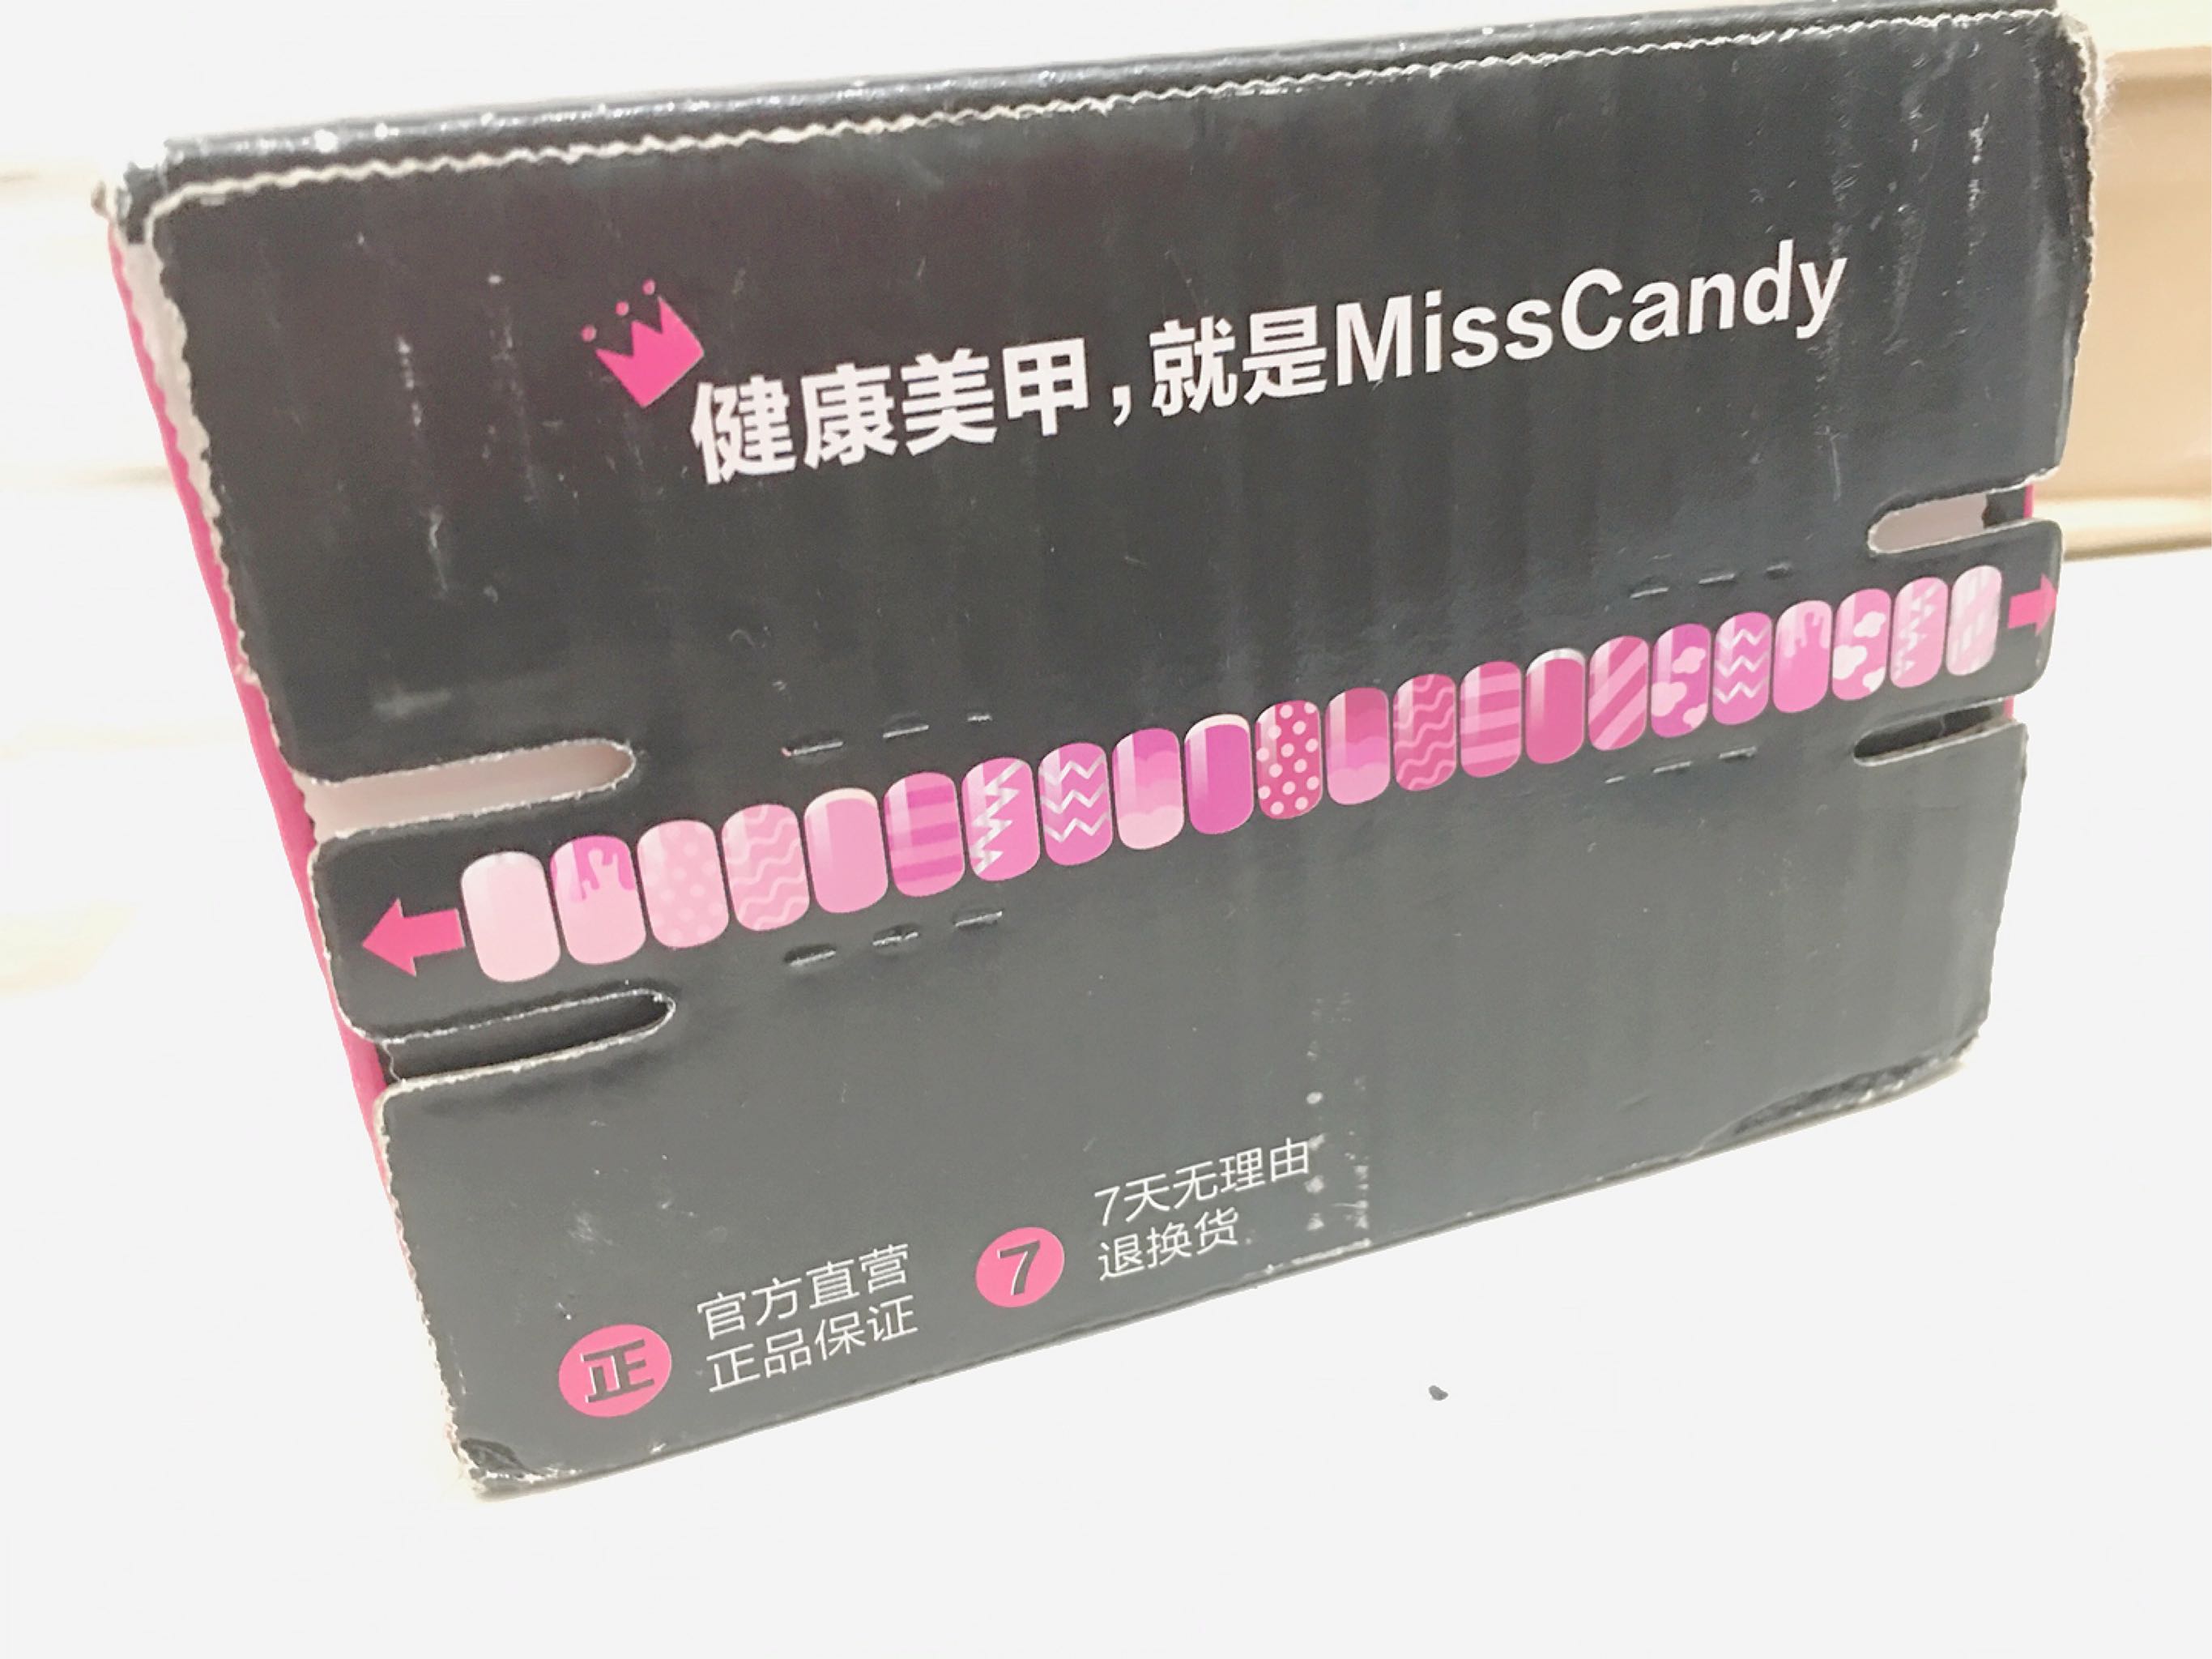 健康美甲,就是MissCandy
正
官方直营
正品保证
7
7天无理由
退换货